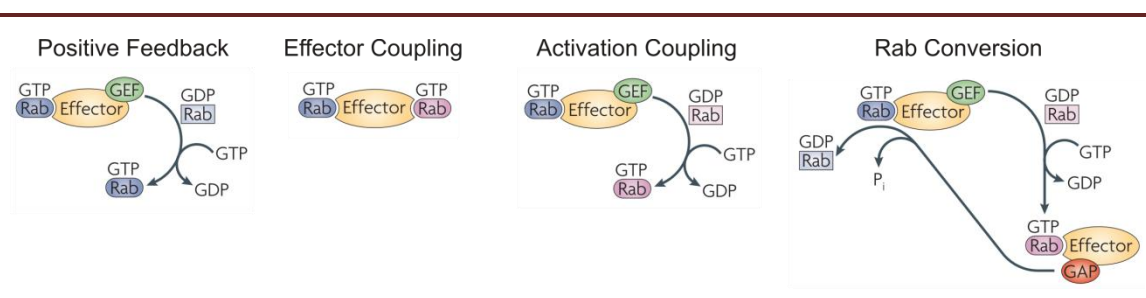 Positive Feedback
GTP
Rab Effector GEF
GDP
Rab
GTP
GTP
Rab
GDP
Effector Coupling
GTP GTP
Rab Effector Rab
Activation Coupling
GTP
Rab Effector GEF
GDP
Rab
GTP
GTP
Rab
GDP
Rab Conversion
GTP
Rab Effector GEF
GDP
Rab
GDP
Rab
Pi
GTP
GDP
GTP
Rab Effector
GAP